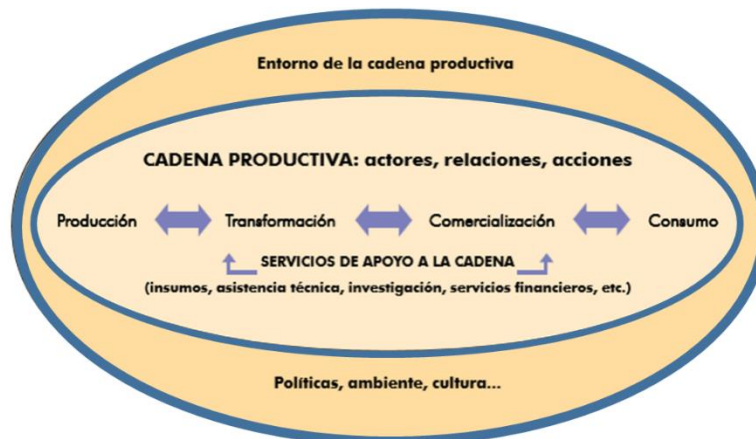 Entorno de la cadena productiva
CADENA PRODUCTIVA: actores, relaciones, acciones
Producción Transformación Comercialización Consumo
SERVICIOS DE APOYO A LA CADENA
(insumos, asistencia técnica, investigación, servicios financieros, etc.)
Políticas, ambiente, cultura...